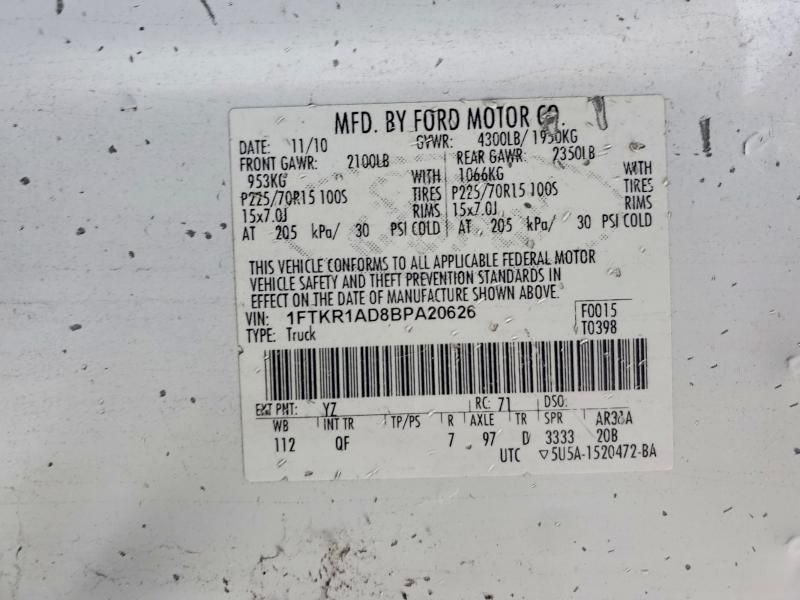 MFD. BY FORD MOTOR CO.
DATE: 11/10 GVWR: 4300LB/ 1950KG
FRONT GAWR: 2100LB REAR GAWR: 2350LB
953KG WITH 1066KG WITH
P225/70R15 100S TIRES P225/70R15 100S TIRES
15x7.0J RIMS 15x7.0J RIMS
AT 205 kPa/ 30 PSI COLD AT 205 kPa/ 30 PSI COLD
THIS VEHICLE CONFORMS TO ALL APPLICABLE FEDERAL MOTOR
VEHICLE SAFETY AND THEFT PREVENTION STANDARDS IN
EFFECT ON THE DATE OF MANUFACTURE SHOWN ABOVE.
VIN: 1FTKR1AD8BPA20626 F0015
TYPE: Truck T0398
EXT PNT: YZ RC: 71 DSO:
WB INT TR TP/PS R AXLE TR SPR
112 QF 7 97 D 3333 20B
UTC ▽5U5A-1520472-BA